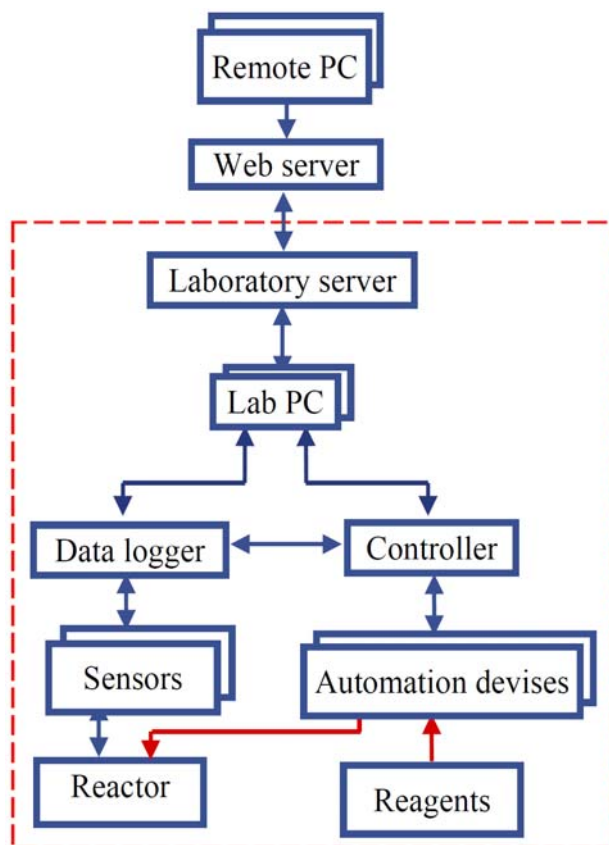 Remote PC
Web server
Laboratory server
Lab PC
Data logger
Controller
Sensors
Automation devises
Reactor
Reagents